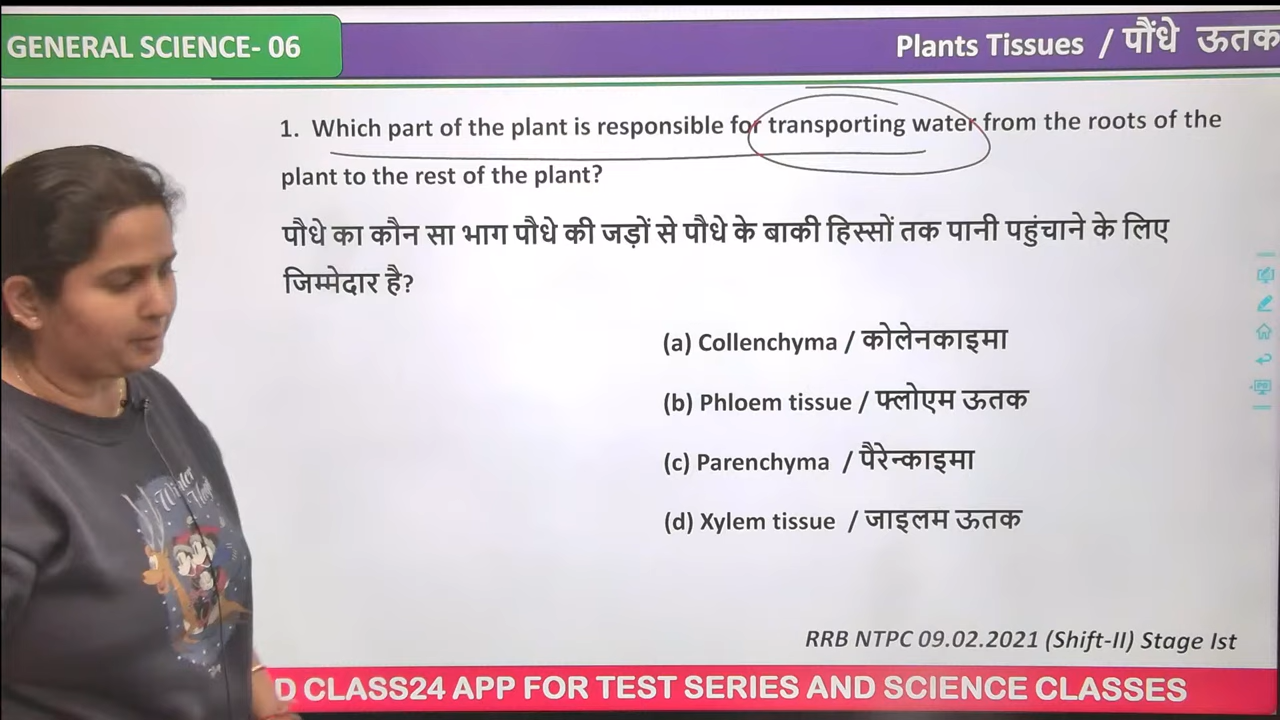 GENERAL SCIENCE- 06
Plants Tissues / पौंधे ऊतक
1. Which part of the plant is responsible for transporting water from the roots of the
plant to the rest of the plant?
पौधे का कौन सा भाग पौधे की जड़ों से पौधे के बाकी हिस्सों तक पानी पहुंचाने के लिए
जिम्मेदार है?
(a) Collenchyma / कोलेनकाइमा
(b) Phloem tissue / फ्लोएम ऊतक
(c) Parenchyma / पैरेन्काइमा
(d) Xylem tissue / जाइलम ऊतक
RRB NTPC 09.02.2021 (Shift-II) Stage Ist
D CLASS24 APP FOR TEST SERIES AND SCIENCE CLASSES